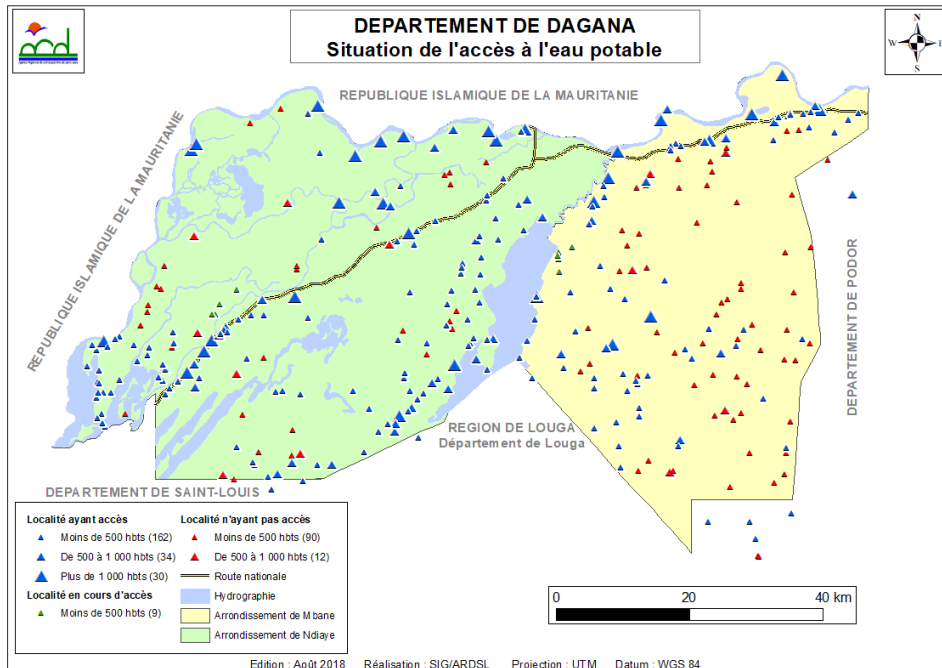 DEPARTEMENT DE DAGANA
Situation de l'accès à l'eau potable
N
W
E
S
REPUBLIQUE ISLAMIQUE DE LA MAURITANIE
REPUBLIQUE ISLAMIQUE DE LA MAURITANIE
REPUBLIQUE ISLAMIQUE DE LA MAURITANIE
DEPARTEMENT DE PODOR
REGION DE LOUGA
Département de Louga
DEPARTEMENT DE SAINT-LOUIS
Localité ayant accès
Moins de 500 hbts (162)
De 500 à 1 000 hbts (34)
Plus de 1 000 hbts (30)
Localité en cours d'accès
Moins de 500 hbts (9)
Localité n'ayant pas accès
Moins de 500 hbts (90)
De 500 à 1 000 hbts (12)
Route nationale
Hydrographie
Arrondissement de Mbane
Arrondissement de Ndiaye
0 20 40 km
Edition : Août 2018 Réalisation : SIG/ARDSL Projection : UTM Datum : WGS 84